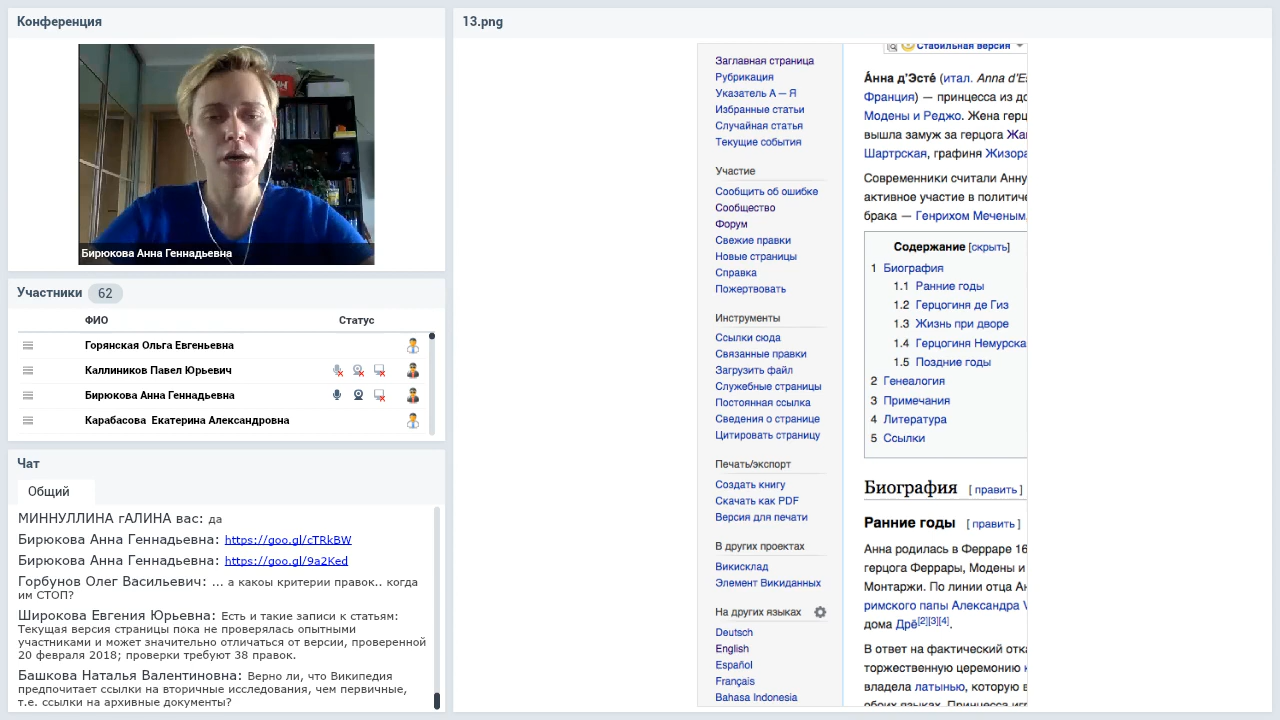 Конференция
Бирюкова Анна Геннадьевна
Участники 62
ФИО Статус
Горянская Ольга Евгеньевна
Каллиников Павел Юрьевич
Бирюкова Анна Геннадьевна
Карабасова Екатерина Александровна
Чат
Общий
МИННУЛЛИНА гАЛИНА вас: да
Бирюкова Анна Геннадьевна: https://goo.gl/cTRkBW
Бирюкова Анна Геннадьевна: https://goo.gl/9a2Ked
Горбунов Олег Васильевич: ... а какоы критерии правок.. когда
им СТОП?
Широкова Евгения Юрьевна: Есть и такие записи к статьям:
Текущая версия страницы пока не проверялась опытными
участниками и может значительно отличаться от версии, проверенной
20 февраля 2018; проверки требуют 38 правок.
Башкова Наталья Валентиновна: Верно ли, что Википедия
предпочитает ссылки на вторичные исследования, чем первичные,
т.е. ссылки на архивные документы?
13.png
Заглавная страница
Рубрикация
Указатель А — Я
Избранные статьи
Случайная статья
Текущие события
Участие
Сообщить об ошибке
Сообщество
Форум
Свежие правки
Новые страницы
Справка
Пожертвовать
Инструменты
Ссылки сюда
Связанные правки
Загрузить файл
Служебные страницы
Постоянная ссылка
Сведения о странице
Цитировать страницу
Печать/экспорт
Создать книгу
Скачать как PDF
Версия для печати
В других проектах
Викисклад
Элемент Викиданных
На других языках
Deutsch
English
Español
Français
Bahasa Indonesia
Стабильная версия
А́нна д’Эсте́ (итал. Anna d’Es
Франция) — принцесса из до
Модены и Реджо. Жена герц
вышла замуж за герцога Жак
Шартрская, графиня Жизора
Современники считали Анну
активное участие в политиче
брака — Генрихом Меченым,
Содержание [скрыть]
1 Биография
1.1 Ранние годы
1.2 Герцогиня де Гиз
1.3 Жизнь при дворе
1.4 Герцогиня Немурска
1.5 Поздние годы
2 Генеалогия
3 Примечания
4 Литература
5 Ссылки
Биография [ править ]
Ранние годы [ править ]
Анна родилась в Ферраре 16
герцога Феррары, Модены и
Монтаржи. По линии отца Ан
римского папы Александра V
дома Дрё[2][3][4].
В ответ на фактический отка
торжественную церемонию к
владела латынью, которую в
обоих языках. Принцесса игр